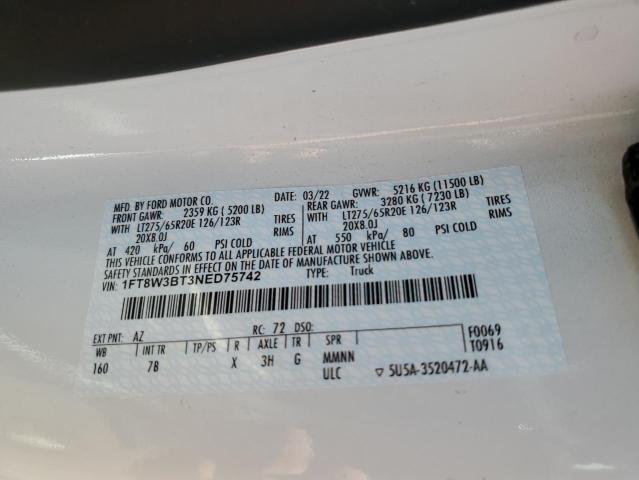 MFD. BY FORD MOTOR CO.
DATE: 03/22 GVWR: 5216 KG (11500 LB)
FRONT GAWR: 2359 KG (5200 LB) REAR GAWR: 3280 KG (7230 LB)
WITH LT275/65R20E 126/123R TIRES WITH LT275/65R20E 126/123R TIRES
20X8.0J RIMS 20X8.0J RIMS
AT 420 kPa/ 60 PSI COLD AT 550 kPa/ 80 PSI COLD
THIS VEHICLE CONFORMS TO ALL APPLICABLE FEDERAL MOTOR VEHICLE
SAFETY STANDARDS IN EFFECT ON THE DATE OF MANUFACTURE SHOWN ABOVE.
VIN: 1FT8W3BT3NED75742 TYPE: Truck
EXT PNT: AZ RC: 72 DSO:
WB INT TR TP/PS R AXLE TR SPR F0069
160 7B X 3H G MMNN T0916
ULC ▽ 5U5A-3520472-AA